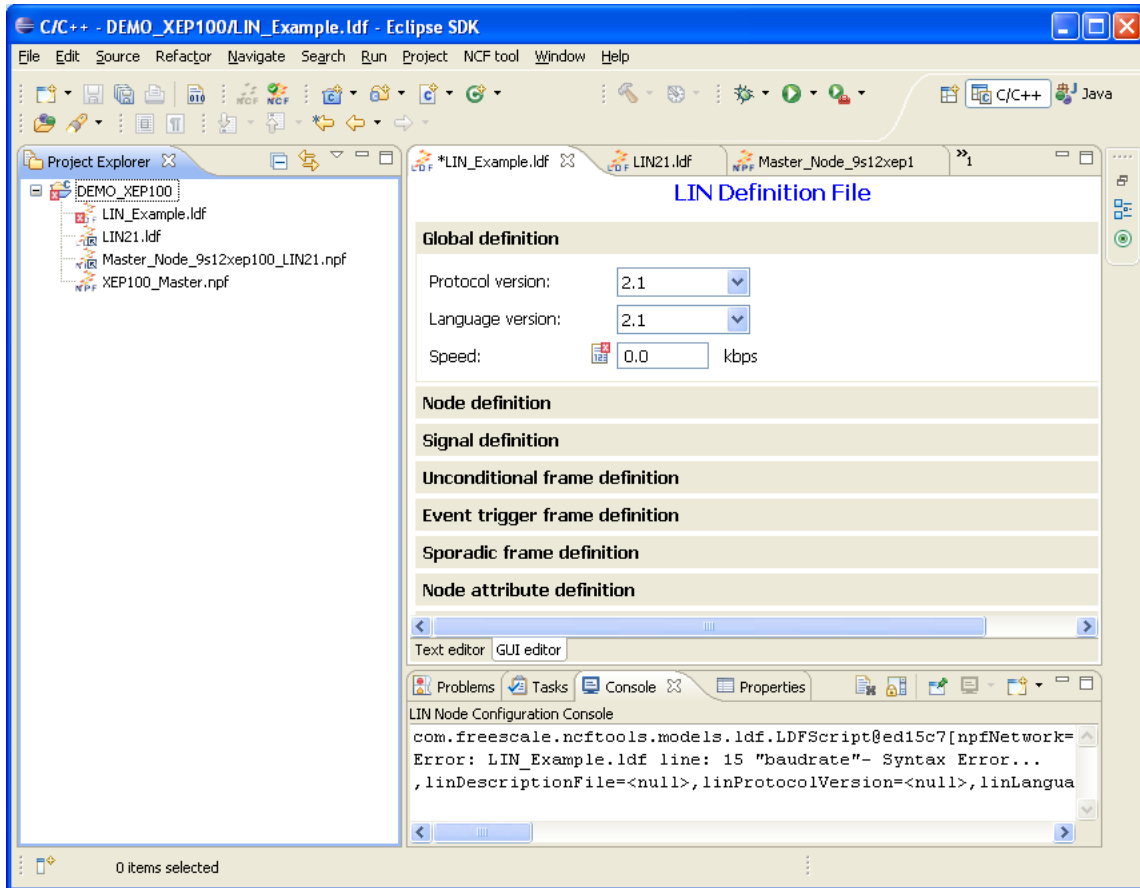 C/C++ - DEMO_XEP100/LIN_Example.ldf - Eclipse SDK
File Edit Source Refactor Navigate Search Run Project NCF tool Window Help
010 NCF NCF
C/C++ Java
Project Explorer
DEMO_XEP100
LIN_Example.ldf
LIN21.ldf
Master_Node_9s12xep100_LIN21.npf
XEP100_Master.npf
*LIN_Example.ldf LIN21.ldf Master_Node_9s12xep1 »1
LIN Definition File
Global definition
Protocol version: 2.1
Language version: 2.1
Speed: 0.0 kbps
Node definition
Signal definition
Unconditional frame definition
Event trigger frame definition
Sporadic frame definition
Node attribute definition
Text editor GUI editor
Problems Tasks Console Properties
LIN Node Configuration Console
com.freescale.ncftools.models.ldf.LDFScript@ed15c7[npfNetwork=
Error: LIN_Example.ldf line: 15 "baudrate"- Syntax Error...
,linDescriptionFile=<null>,linProtocolVersion=<null>,linLangua
0 items selected